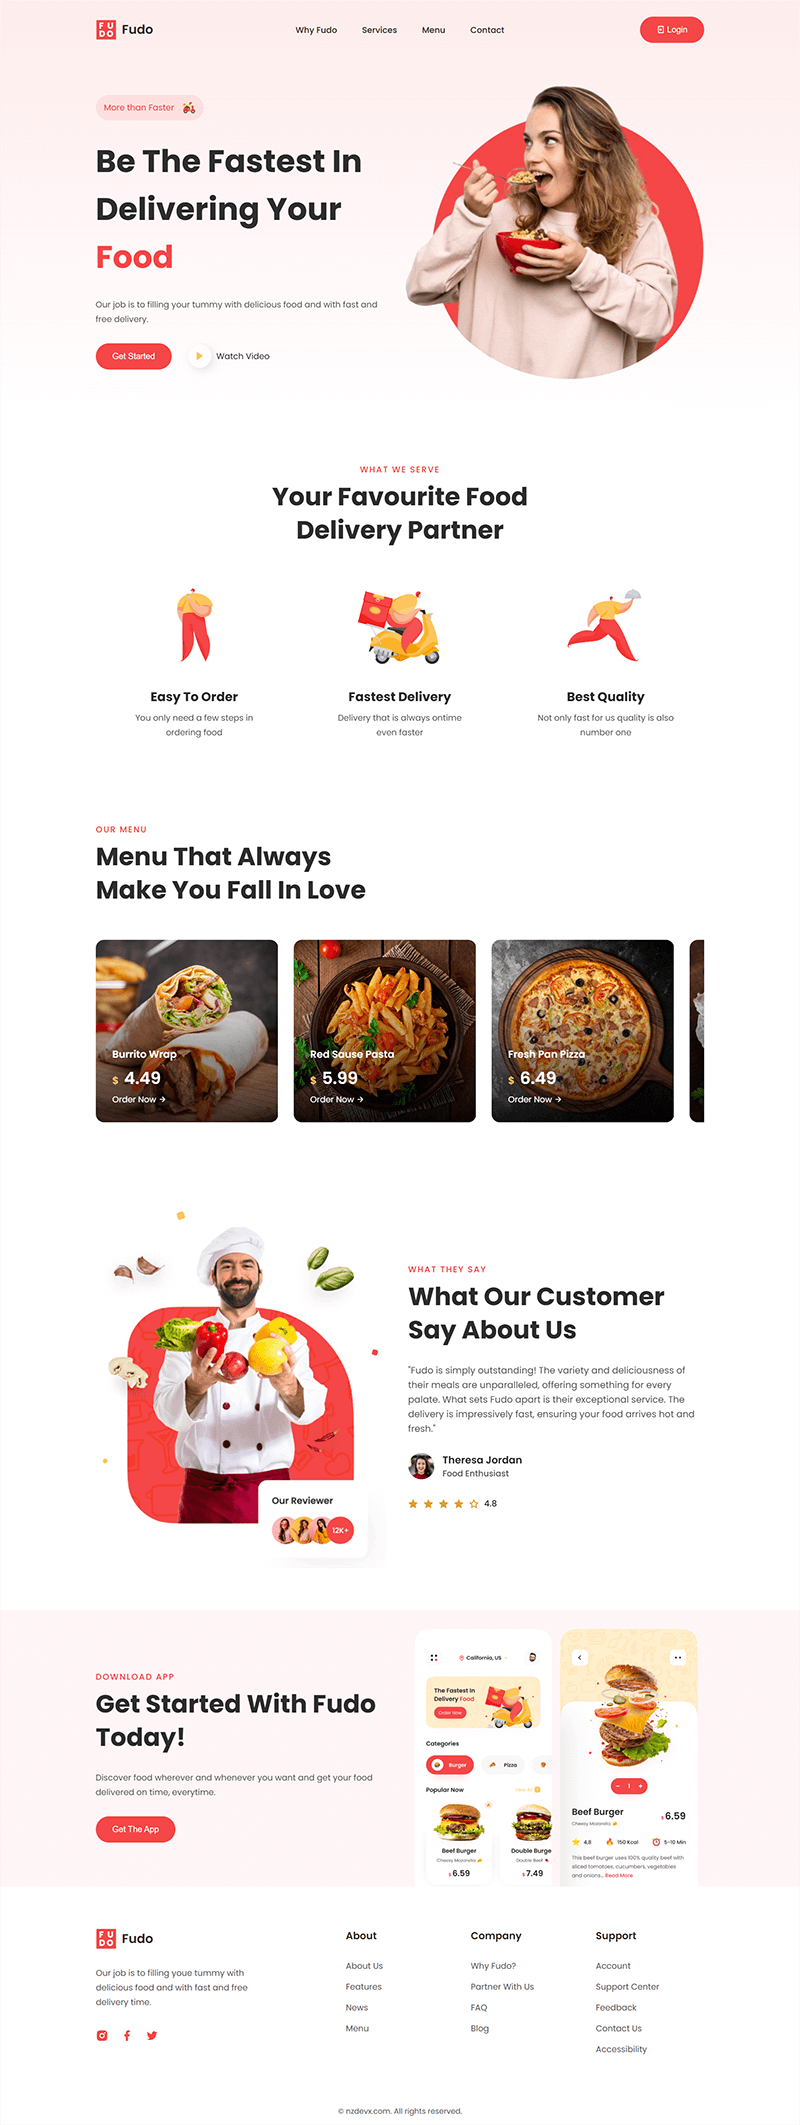 FU
DO
Fudo
Why Fudo
Services
Menu
Contact
Login
More than Faster
Be The Fastest In
Delivering Your
Food
Our job is to filling your tummy with delicious food and with fast and
free delivery.
Get Started
Watch Video
WHAT WE SERVE
Your Favourite Food
Delivery Partner
Easy To Order
You only need a few steps in
ordering food
Fastest Delivery
Delivery that is always ontime
even faster
Best Quality
Not only fast for us quality is also
number one
OUR MENU
Menu That Always
Make You Fall In Love
Burrito Wrap
$ 4.49
Order Now →
Red Sause Pasta
$ 5.99
Order Now →
Fresh Pan Pizza
$ 6.49
Order Now →
Our Reviewer
12K+
WHAT THEY SAY
What Our Customer
Say About Us
"Fudo is simply outstanding! The variety and deliciousness of
their meals are unparalleled, offering something for every
palate. What sets Fudo apart is their exceptional service. The
delivery is impressively fast, ensuring your food arrives hot and
fresh."
Theresa Jordan
Food Enthusiast
4.8
DOWNLOAD APP
Get Started With Fudo
Today!
Discover food wherever and whenever you want and get your food
delivered on time, everytime.
Get The App
California, US
The Fastest In
Delivery Food
Order Now
Categories
Burger
Pizza
Popular Now
View All
Beef Burger
Cheesy Mozarella
$ 6.59
Double Burger
Double Beef
$ 7.49
- 1 +
Beef Burger
Cheesy Mozarella
$ 6.59
4.8
150 Kcal
5-10 Min
This beef burger uses 100% quality beef with
sliced tomatoes, cucumbers, vegetables
and onions... Read More
FU
DO
Fudo
Our job is to filling youe tummy with
delicious food and with fast and free
delivery time.
About
About Us
Features
News
Menu
Company
Why Fudo?
Partner With Us
FAQ
Blog
Support
Account
Support Center
Feedback
Contact Us
Accessibility
© nzdevx.com. All rights reserved.